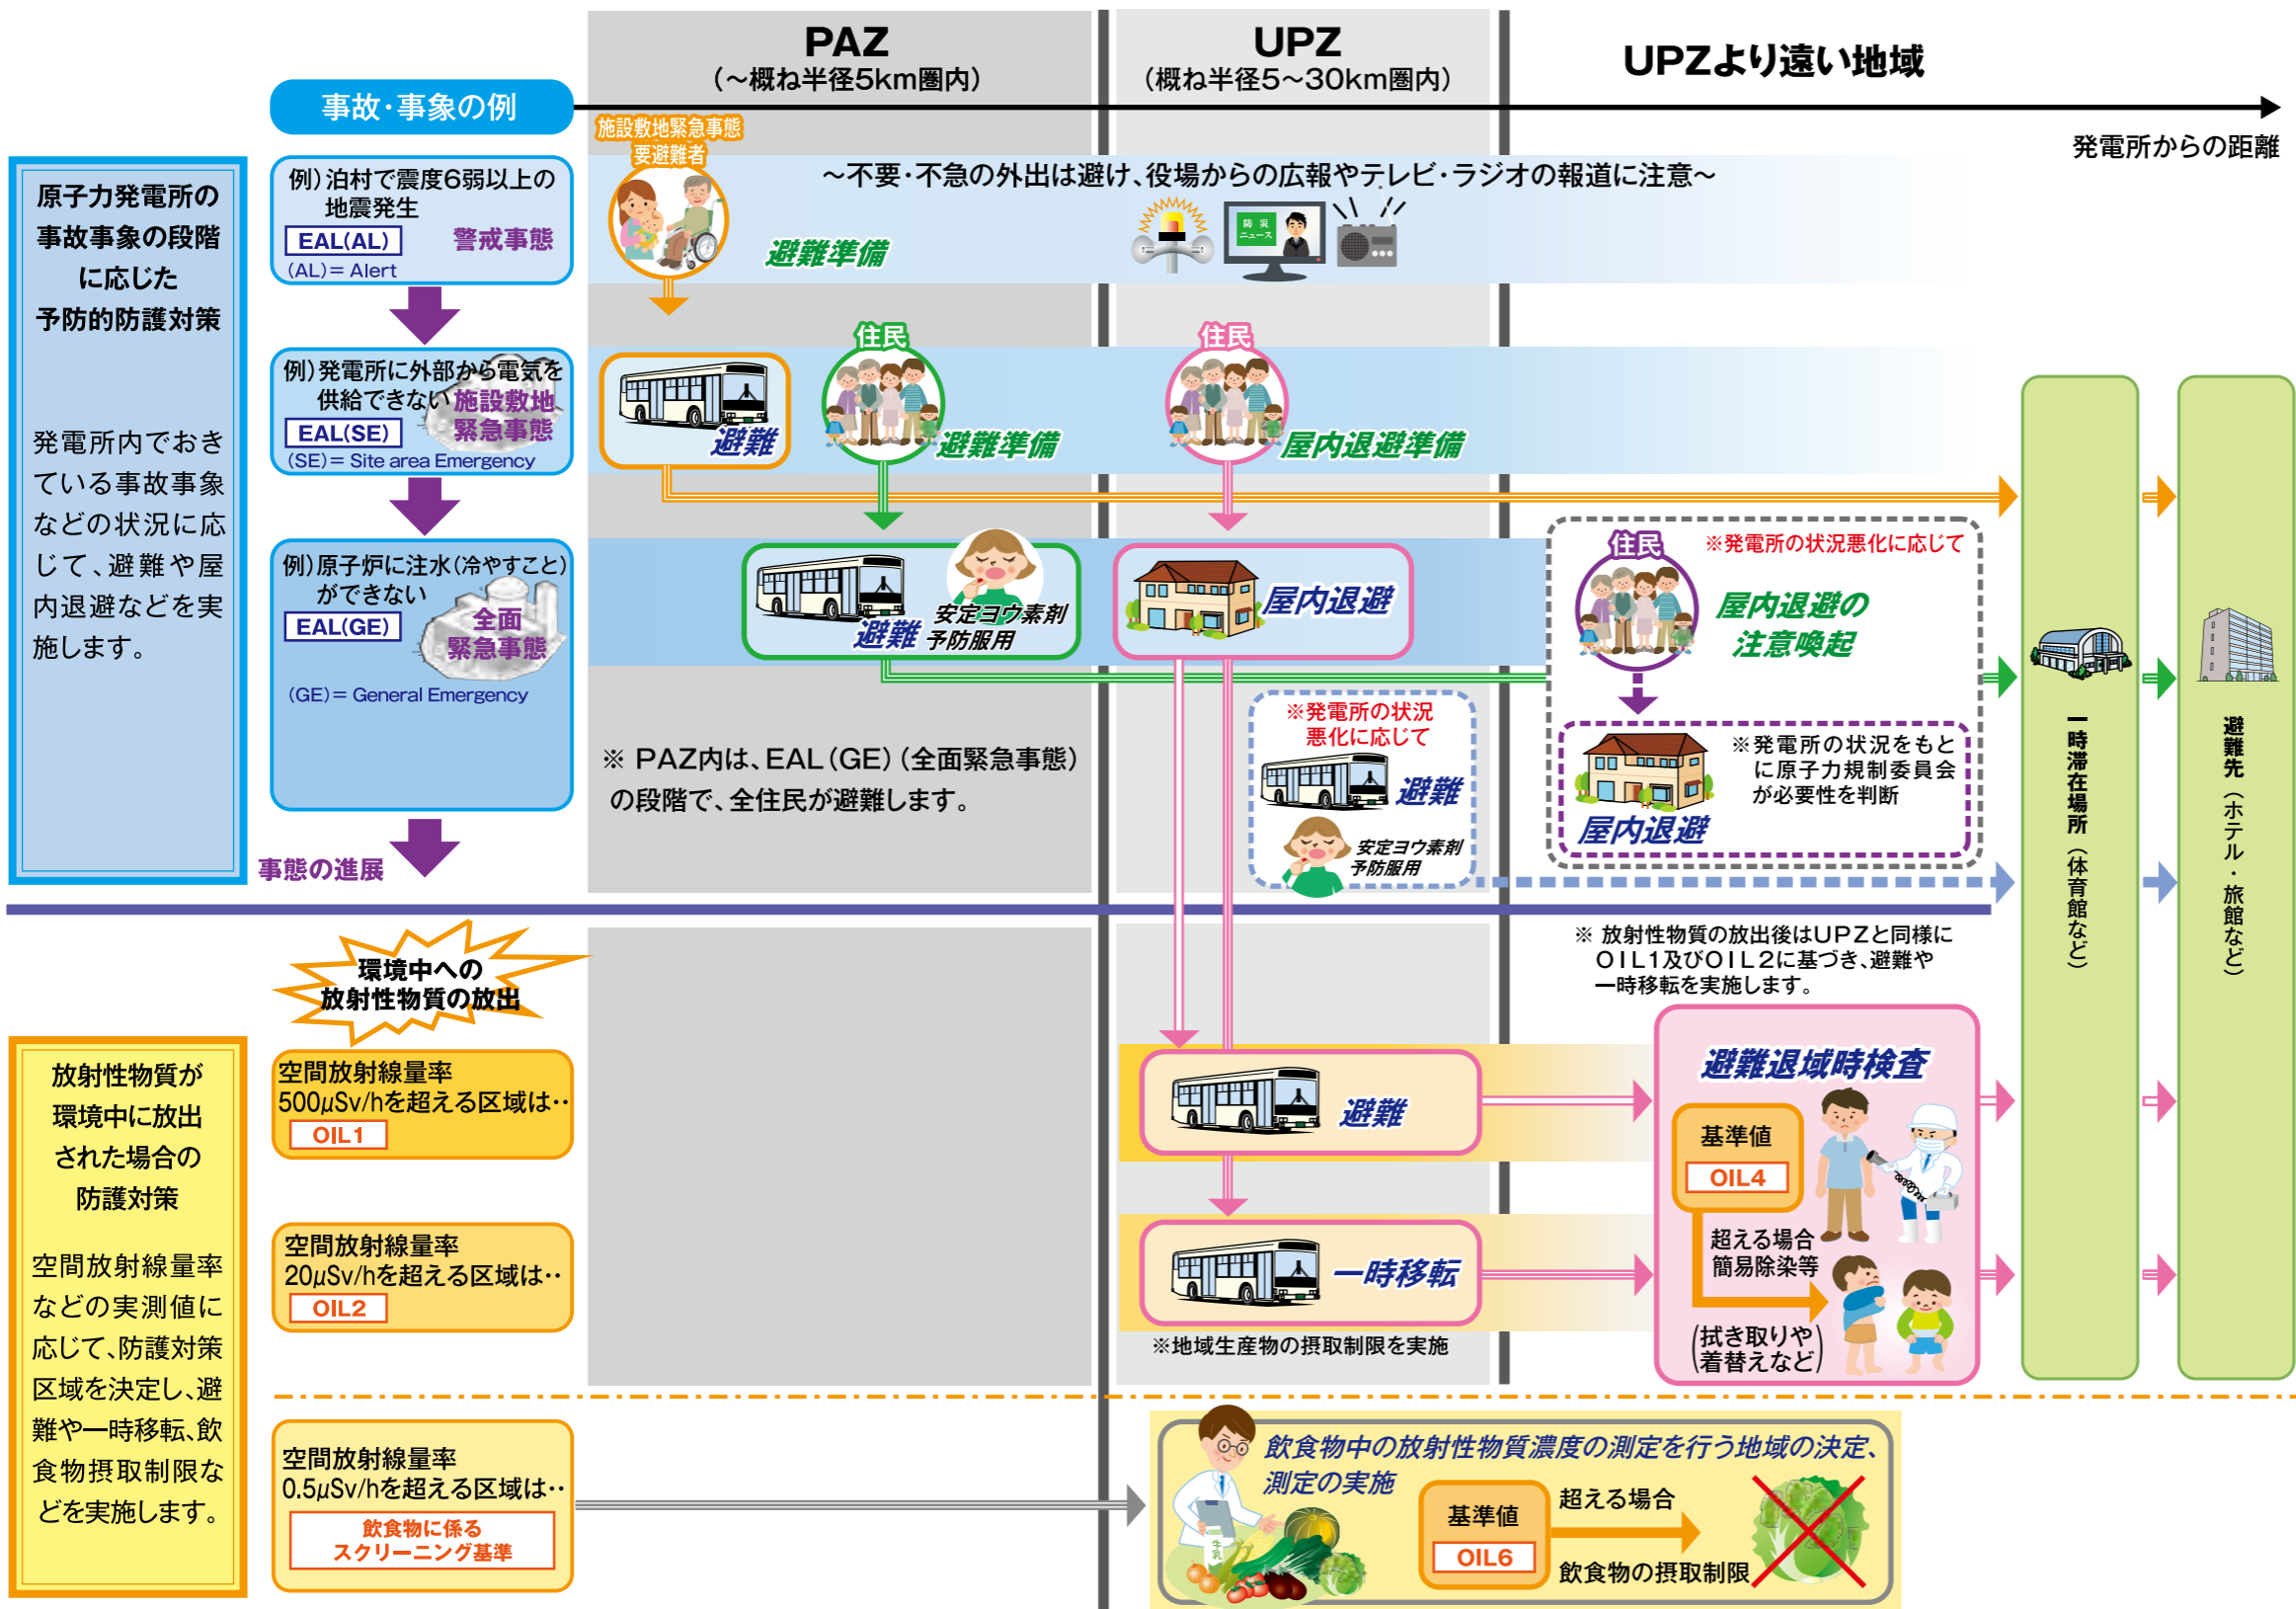 PAZ
(～概ね半径5km圏内)
UPZ
(概ね半径5～30km圏内)
UPZより遠い地域
事故・事象の例
発電所からの距離
原子力発電所の
事故事象の段階
に応じた
予防的防護対策
発電所内でおき
ている事故事象
などの状況に応
じて、避難や屋
内退避などを実
施します。
例)泊村で震度6弱以上の
地震発生
EAL(AL)
警戒事態
(AL)= Alert
施設敷地緊急事態
要避難者
～不要・不急の外出は避け、役場からの広報やテレビ・ラジオの報道に注意～
避難準備
防災
ニュース
例)発電所に外部から電気を
供給できない
施設敷地
緊急事態
EAL(SE)
(SE)= Site area Emergency
避難
住民
避難準備
住民
屋内退避準備
例)原子炉に注水(冷やすこと)
ができない
EAL(GE)
全面
緊急事態
(GE)= General Emergency
避難
安定ヨウ素剤
予防服用
屋内退避
住民
※発電所の状況悪化に応じて
屋内退避の
注意喚起
※発電所の状況
悪化に応じて
避難
安定ヨウ素剤
予防服用
屋内退避
※発電所の状況をもと
に原子力規制委員会
が必要性を判断
※ PAZ内は、EAL(GE)(全面緊急事態)
の段階で、全住民が避難します。
事態の進展
一時滞在場所(体育館など)
避難先(ホテル・旅館など)
環境中への
放射性物質の放出
※ 放射性物質の放出後はUPZと同様に
OIL1及びOIL2に基づき、避難や
一時移転を実施します。
放射性物質が
環境中に放出
された場合の
防護対策
空間放射線量率
などの実測値に
応じて、防護対策
区域を決定し、避
難や一時移転、飲
食物摂取制限な
どを実施します。
空間放射線量率
500μSv/hを超える区域は‥
OIL1
避難
空間放射線量率
20μSv/hを超える区域は‥
OIL2
一時移転
※地域生産物の摂取制限を実施
避難退域時検査
基準値
OIL4
超える場合
簡易除染等
(拭き取りや
着替えなど)
空間放射線量率
0.5μSv/hを超える区域は‥
飲食物に係る
スクリーニング基準
飲食物中の放射性物質濃度の測定を行う地域の決定、
測定の実施
牛乳
基準値
OIL6
超える場合
飲食物の摂取制限